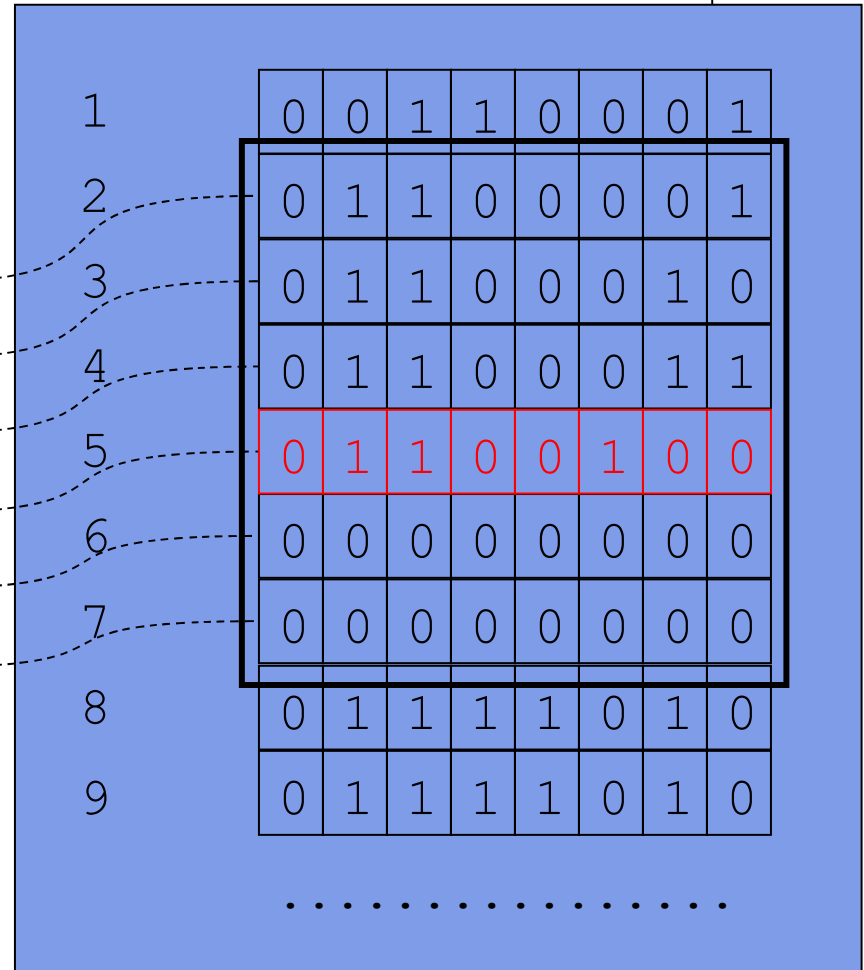 1 0 0 1 1 0 0 0 1
2 0 1 1 0 0 0 0 1
3 0 1 1 0 0 0 1 0
4 0 1 1 0 0 0 1 1
5 0 1 1 0 0 1 0 0
6 0 0 0 0 0 0 0 0
7 0 0 0 0 0 0 0 0
8 0 1 1 1 1 0 1 0
9 0 1 1 1 1 0 1 0
. . . . . . . . . . . . . . . .